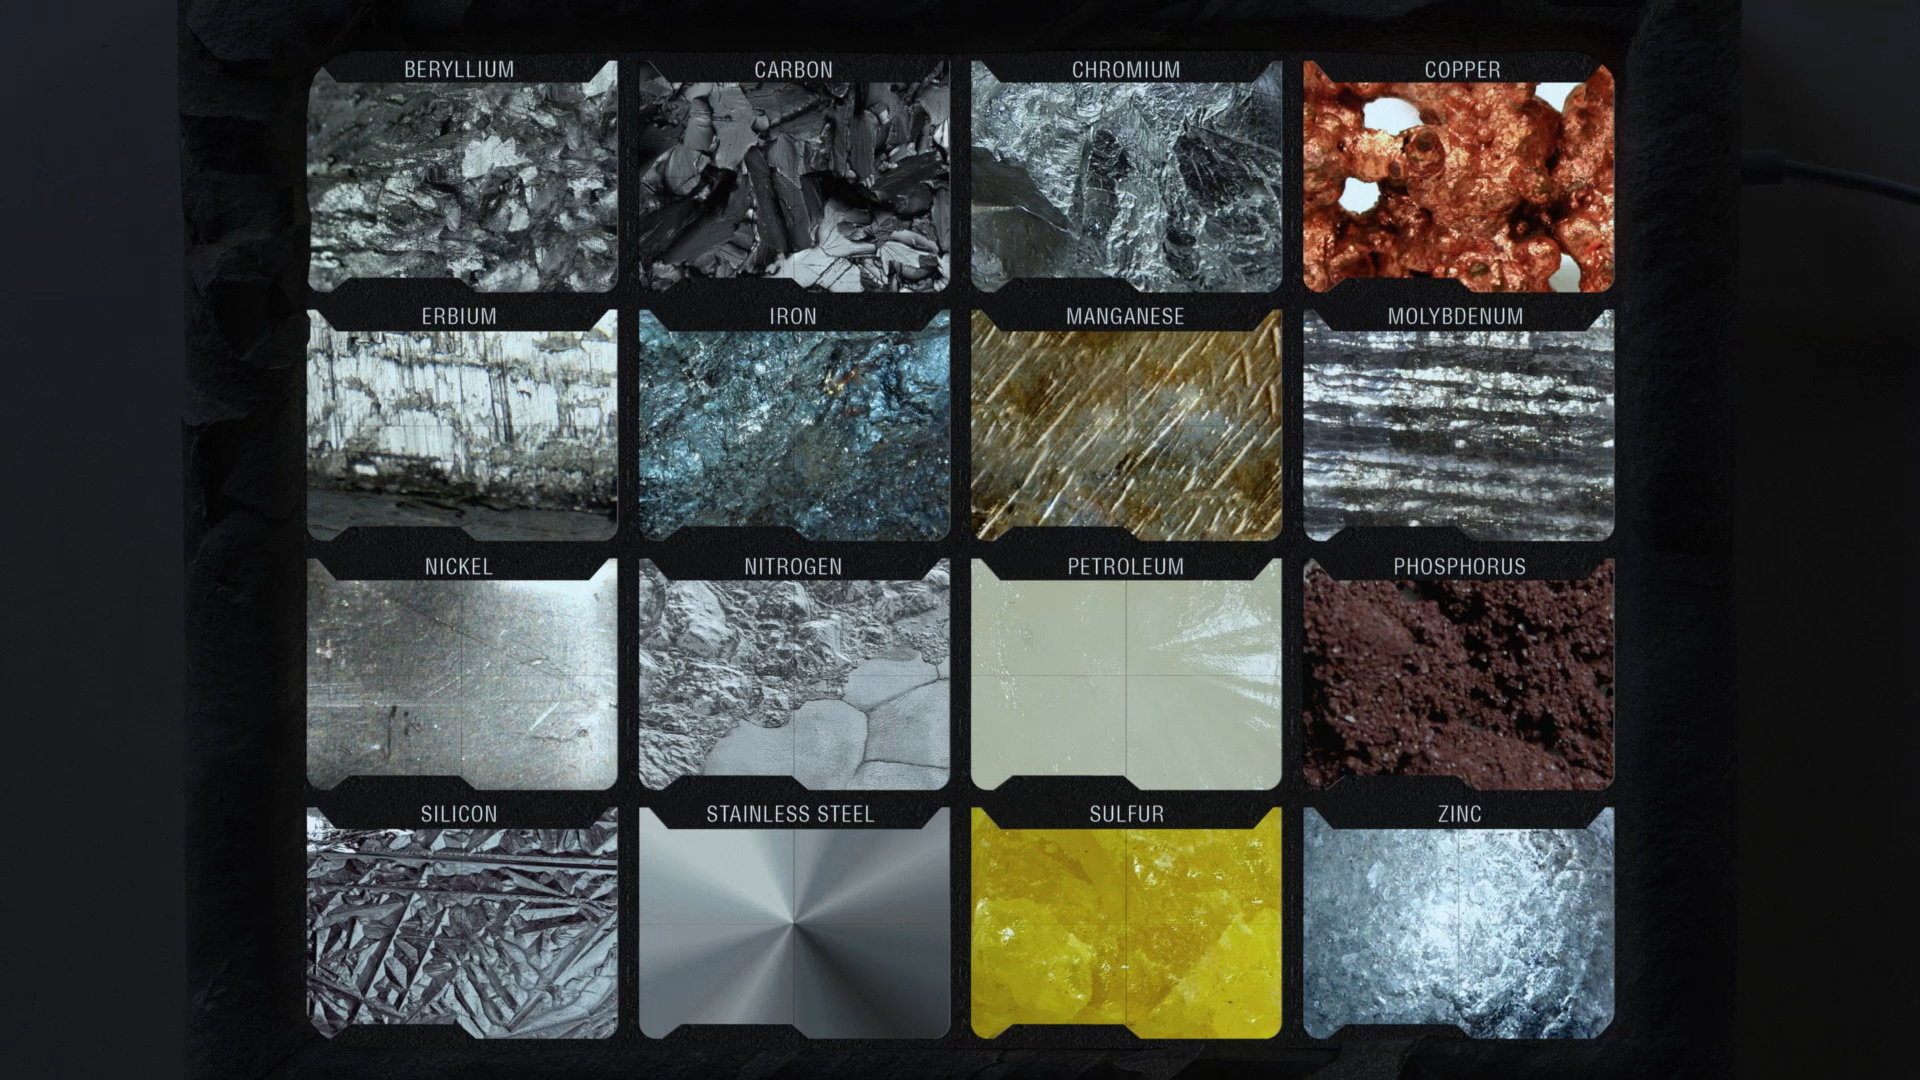 BERYLLIUM
CARBON
CHROMIUM
COPPER
ERBIUM
IRON
MANGANESE
MOLYBDENUM
NICKEL
NITROGEN
PETROLEUM
PHOSPHORUS
SILICON
STAINLESS STEEL
SULFUR
ZINC